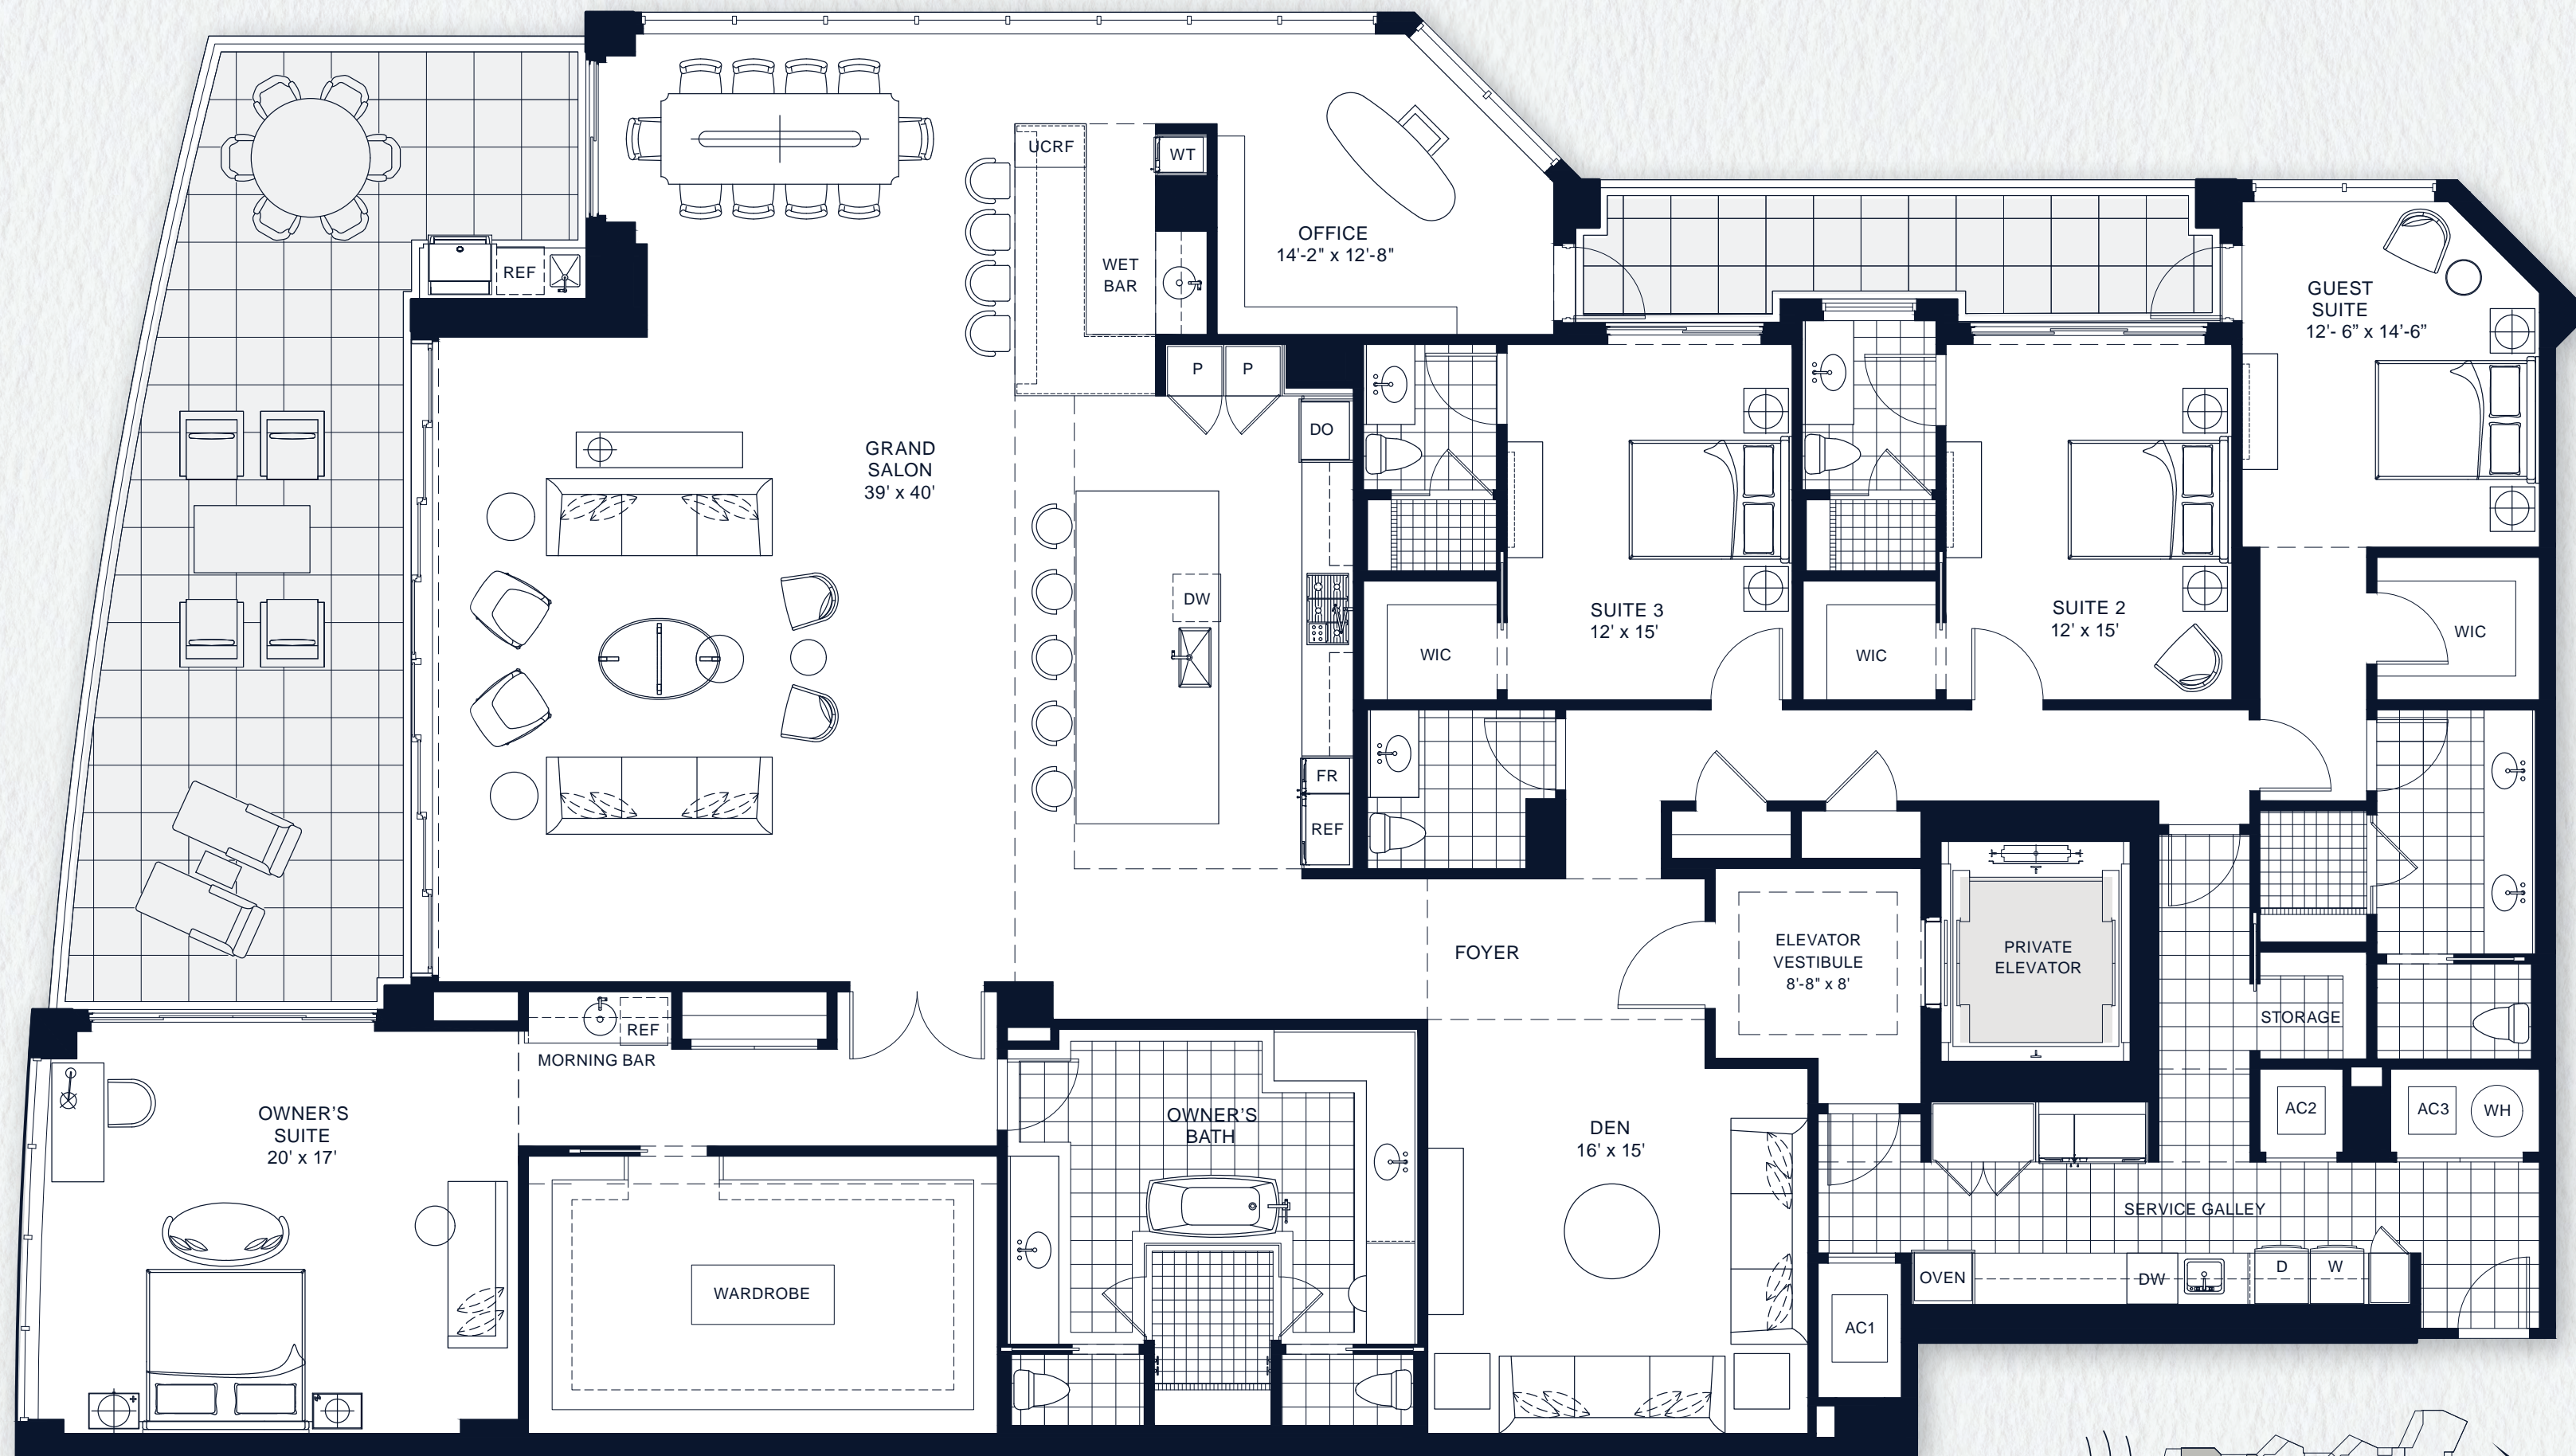 UCRF
WT
REF
WET
BAR
OFFICE
14'-2" x 12'-8"
GUEST
SUITE
12'- 6” x 14’-6”
P
P
DO
GRAND
SALON
39' x 40'
DW
SUITE 3
12' x 15'
SUITE 2
12' x 15'
WIC
WIC
WIC
FR
REF
FOYER
ELEVATOR
VESTIBULE
8'-8" x 8'
PRIVATE
ELEVATOR
STORAGE
REF
MORNING BAR
OWNER’S
SUITE
20' x 17'
OWNER’S
BATH
DEN
16' x 15'
AC2
AC3
WH
SERVICE GALLEY
WARDROBE
OVEN
DW
D
W
AC1